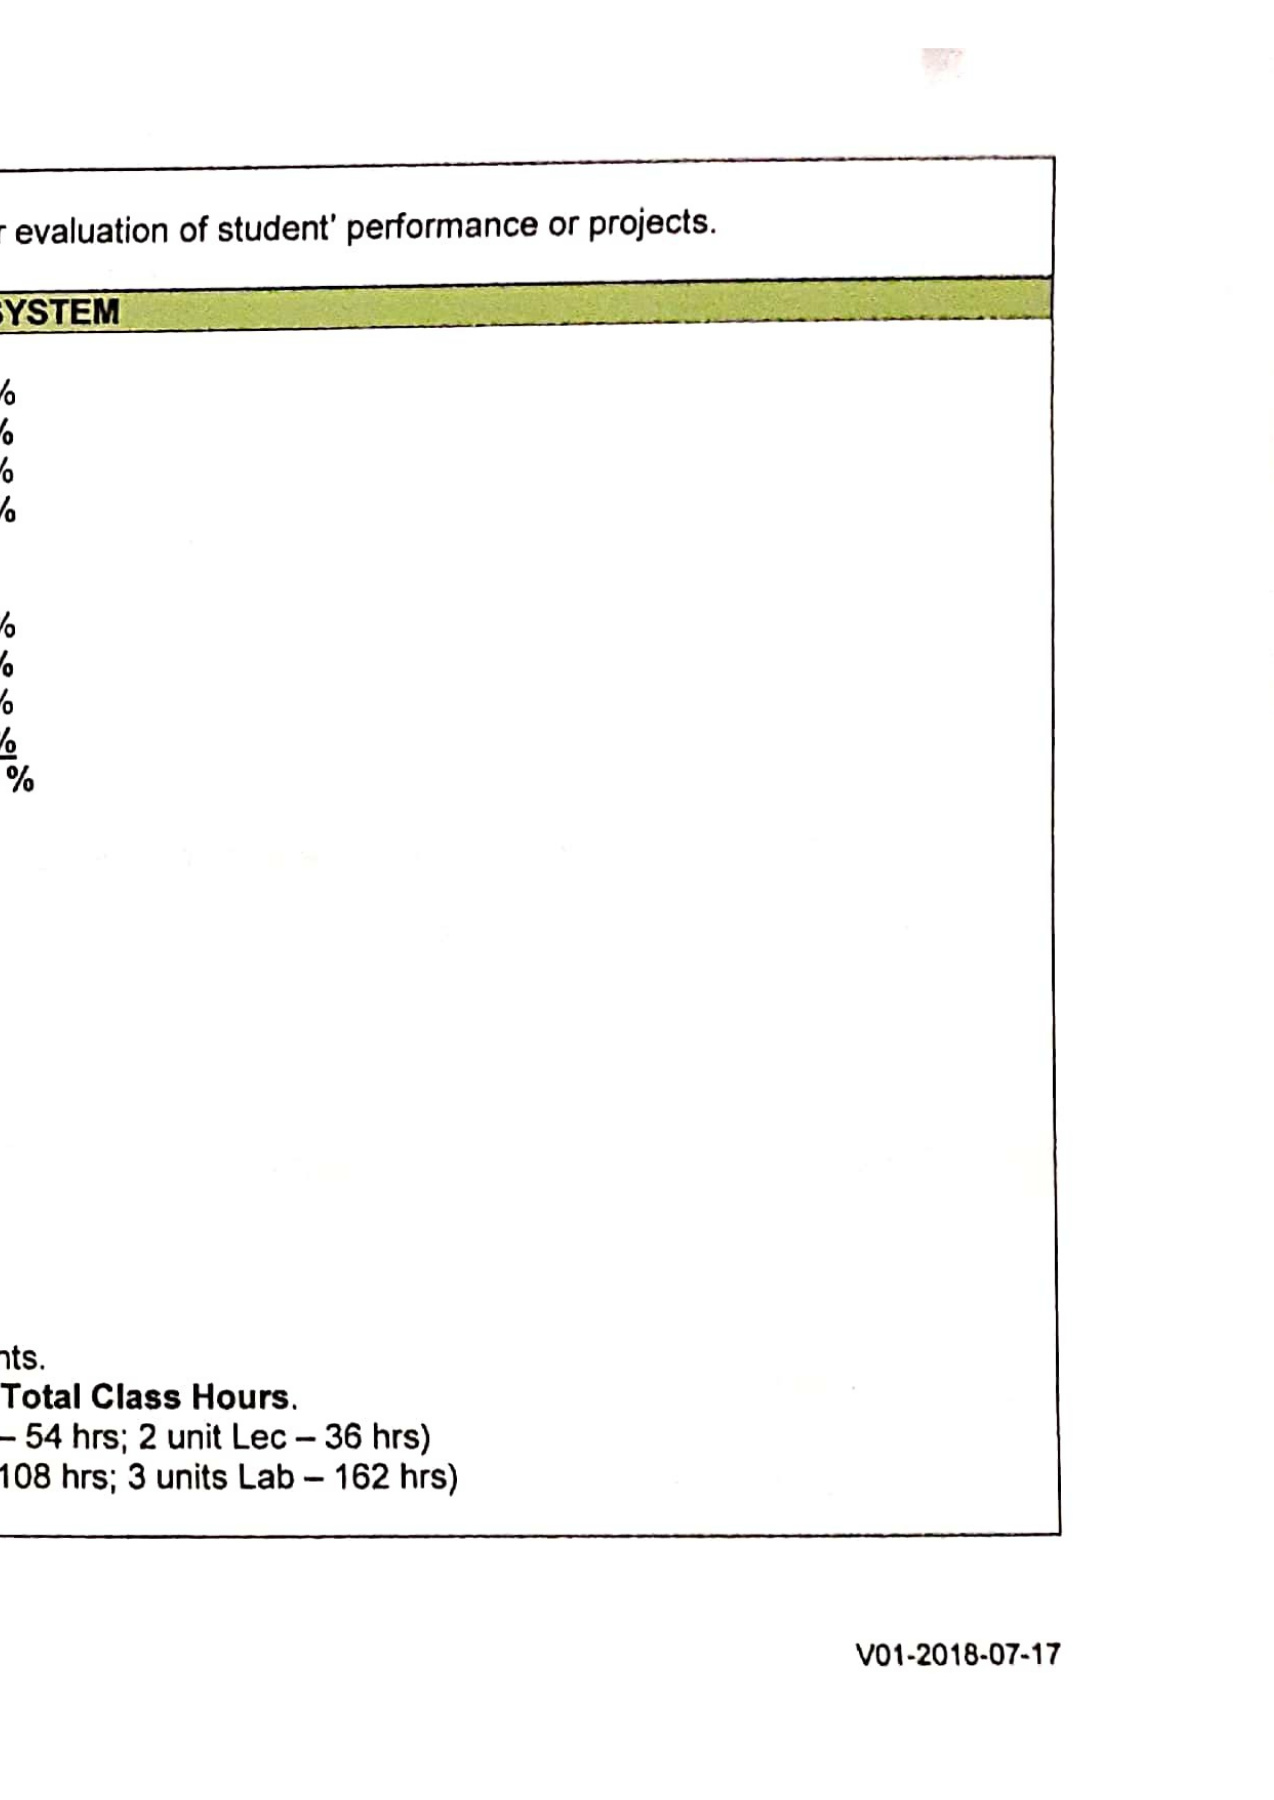 evaluation of student' performance or projects.
SYSTEM
%
%
%
%
%
%
%
%
%
nts.
Total Class Hours.
– 54 hrs; 2 unit Lec – 36 hrs)
108 hrs; 3 units Lab – 162 hrs)
V01-2018-07-17